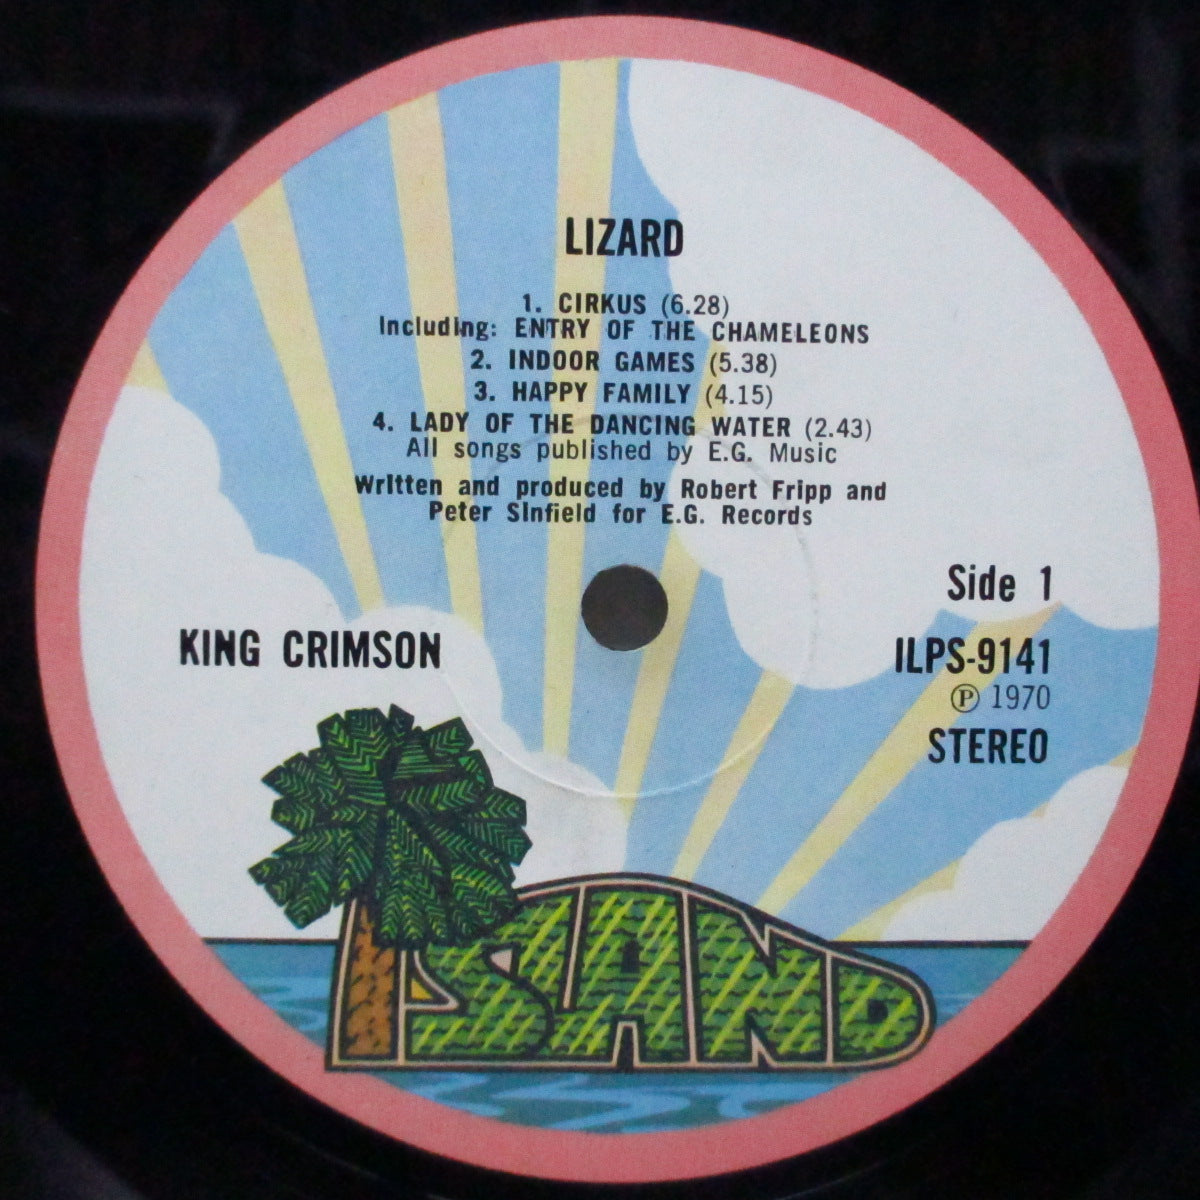 LIZARD
1. CIRKUS (6.28)
Including: ENTRY OF THE CHAMELEONS
2. INDOOR GAMES (5.38)
3. HAPPY FAMILY (4.15)
4. LADY OF THE DANCING WATER (2.43)
All songs published by E.G. Music
Written and produced by Robert Fripp and
Peter Sinfield for E.G. Records
Side 1
KING CRIMSON
ILPS-9141
℗ 1970
STEREO
ISLAND